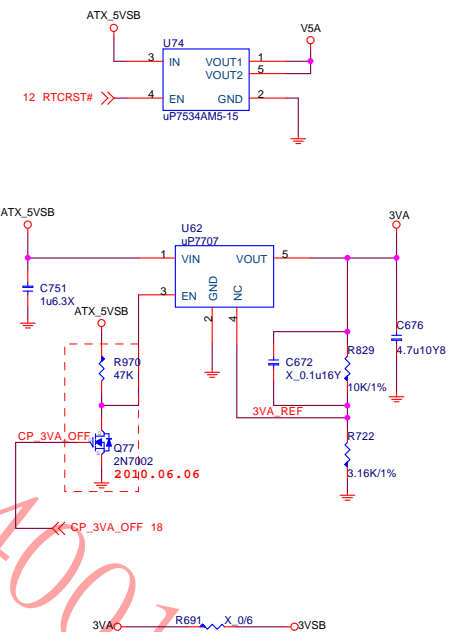 ATX_5VSB
V5A
U74
3 IN VOUT1 1
VOUT2 5
12 RTCRST# 4 EN GND 2
uP7534AM5-15
ATX_5VSB
3VA
U62
uP7707
1 VIN VOUT 5
C751
1u6.3X
3 EN GND NC
2 4
ATX_5VSB
R970
47K
C672
X_0.1u16Y
R829
10K/1%
C676
4.7u10Y8
3VA_REF
CP_3VA_OFF
Q77
2N7002
2010.06.06
R722
3.16K/1%
CP_3VA_OFF 18
3VA R691 X_0/6 3VSB